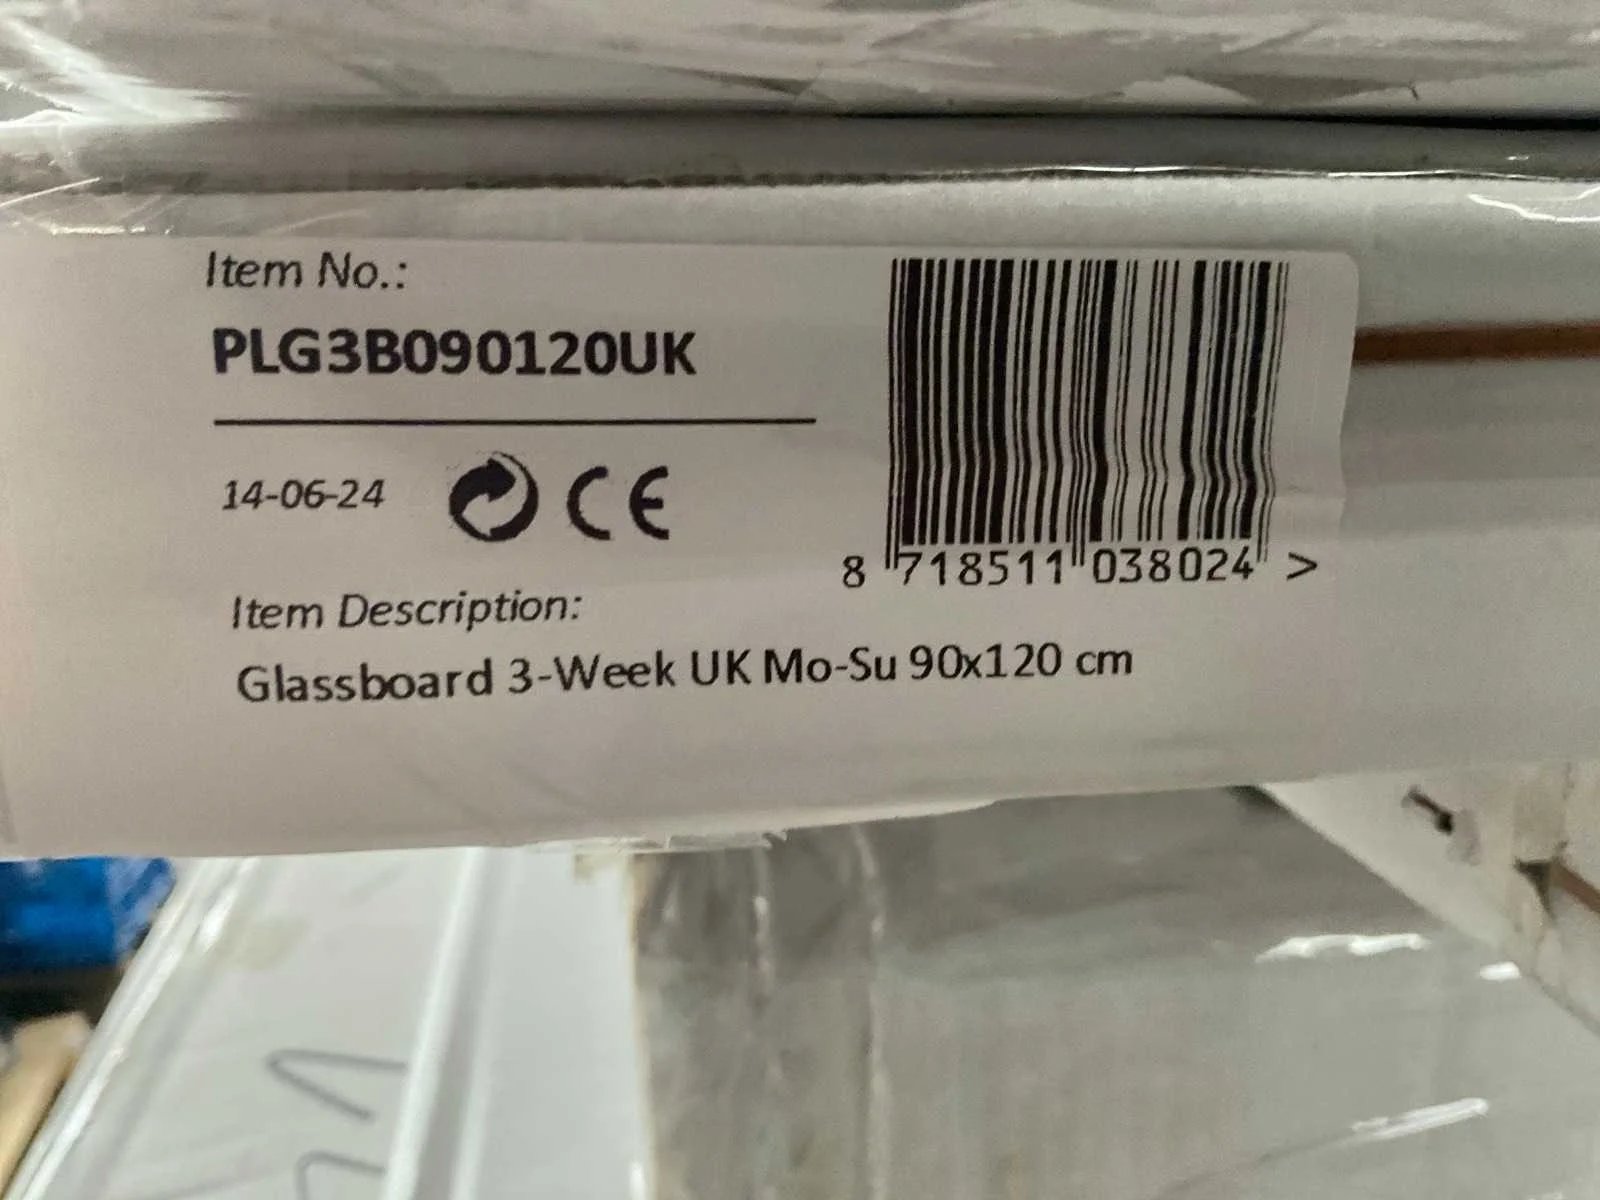 Item No.:
PLG3B090120UK
14-06-24 CE
Item Description:
Glassboard 3-Week UK Mo-Su 90x120 cm
8 718511 038024 >